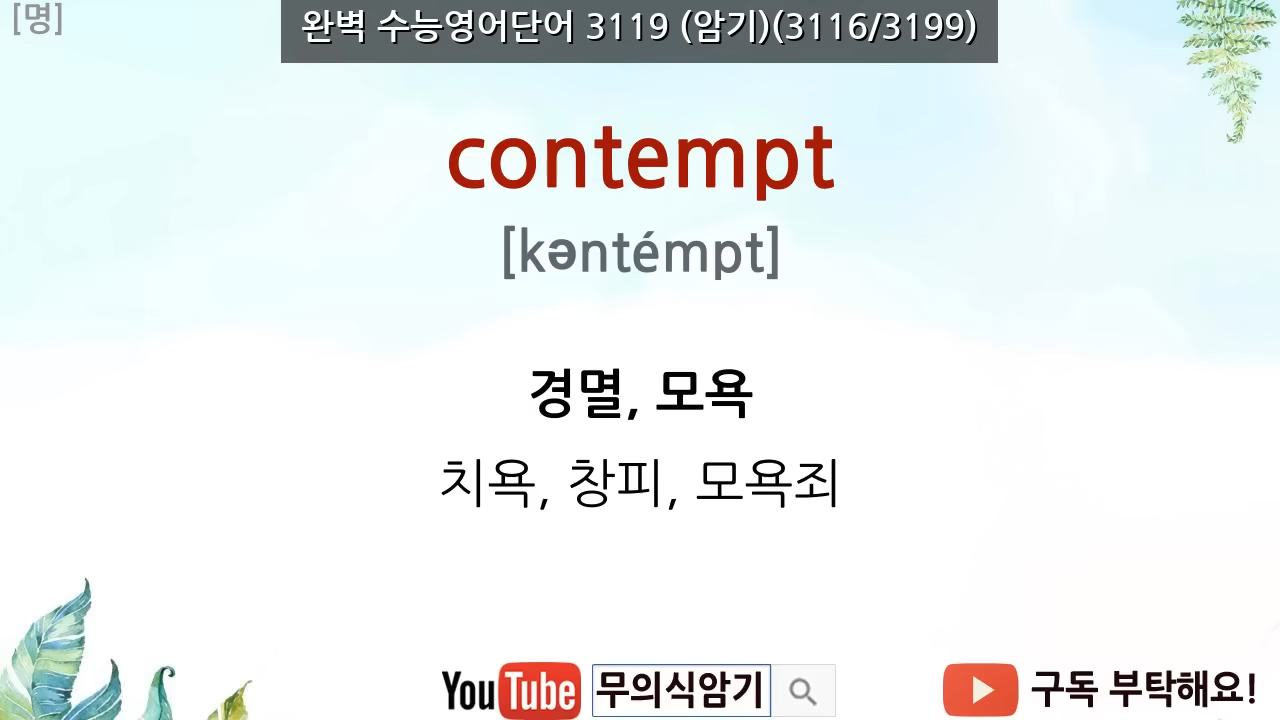 [명]
완벽 수능영어단어 3119 (암기)(3116/3199)
contempt
[kəntémpt]
경멸, 모욕
치욕, 창피, 모욕죄
YouTube 무의식암기
구독 부탁해요!